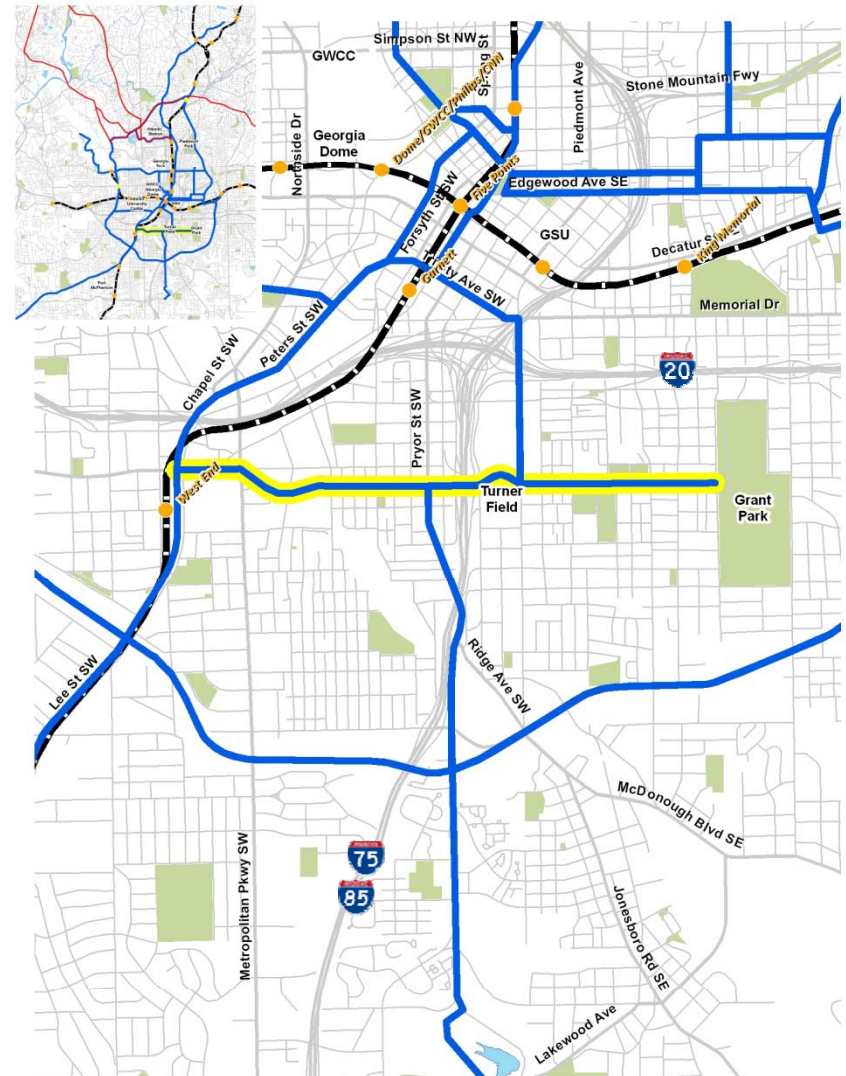 Simpson St NW
GWCC
Spring St
Piedmont Ave
Stone Mountain Fwy
Northside Dr
Georgia
Dome
Dome/GWCC/Philips/CNN
Five Points
Edgewood Ave SE
Forsyth St SW
GSU
Decatur S
King Memorial
Garnett
ty Ave SW
Memorial Dr
Peters St SW
Chapel St SW
20
Pryor St SW
West End
Turner
Field
Grant
Park
Lee St SW
Ridge Ave SW
McDonough Blvd SE
75
85
Metropolitan Pkwy SW
Jonesboro Rd SE
Lakewood Ave